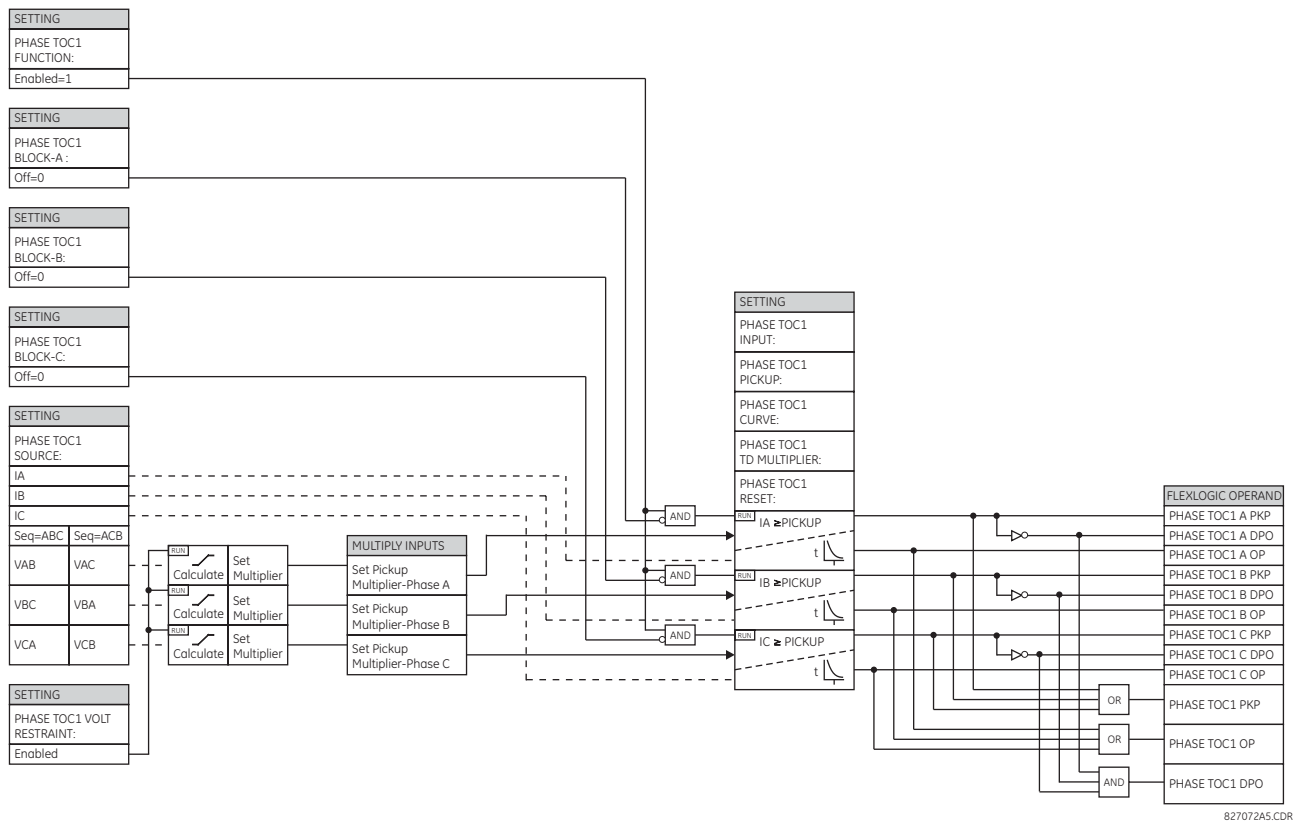 SETTING
PHASE TOC1
FUNCTION:
Enabled=1
SETTING
PHASE TOC1
BLOCK-A :
Off=0
SETTING
PHASE TOC1
BLOCK-B:
Off=0
SETTING
PHASE TOC1
BLOCK-C:
Off=0
SETTING
PHASE TOC1
SOURCE:
IA
IB
IC
Seq=ABC Seq=ACB
VAB VAC
VBC VBA
VCA VCB
SETTING
PHASE TOC1 VOLT
RESTRAINT:
Enabled
RUN
Calculate
Set
Multiplier
RUN
Calculate
Set
Multiplier
RUN
Calculate
Set
Multiplier
MULTIPLY INPUTS
Set Pickup
Multiplier-Phase A
Set Pickup
Multiplier-Phase B
Set Pickup
Multiplier-Phase C
AND
AND
AND
SETTING
PHASE TOC1
INPUT:
PHASE TOC1
PICKUP:
PHASE TOC1
CURVE:
PHASE TOC1
TD MULTIPLIER:
PHASE TOC1
RESET:
RUN
IA ≥PICKUP
t
RUN
IB ≥PICKUP
t
RUN
IC ≥ PICKUP
t
OR
OR
AND
FLEXLOGIC OPERAND
PHASE TOC1 A PKP
PHASE TOC1 A DPO
PHASE TOC1 A OP
PHASE TOC1 B PKP
PHASE TOC1 B DPO
PHASE TOC1 B OP
PHASE TOC1 C PKP
PHASE TOC1 C DPO
PHASE TOC1 C OP
PHASE TOC1 PKP
PHASE TOC1 OP
PHASE TOC1 DPO
827072A5.CDR